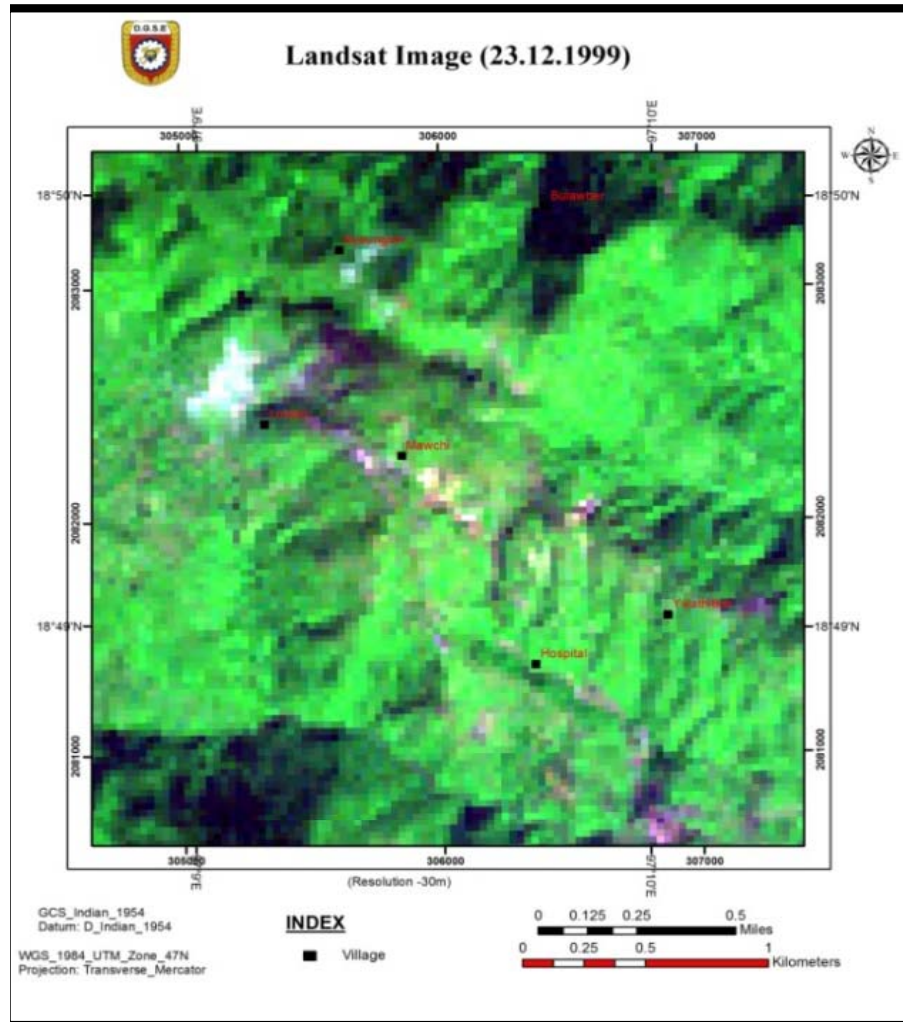 D.G.S.E
Landsat Image (23.12.1999)
97°9'E
97°10'E
305000
306000
307000
N
W
E
S
18°50'N
18°50'N
Bulawber
2083000
2083000
Mawchi
2082000
2082000
18°49'N
18°49'N
Hospital
2081000
2081000
305000
306000
307000
97°9'E
97°10'E
(Resolution -30m)
GCS_Indian_1954
Datum: D_Indian_1954
WGS_1984_UTM_Zone_47N
Projection: Transverse_Mercator
INDEX
Village
0 0.125 0.25 0.5
Miles
0 0.25 0.5 1
Kilometers